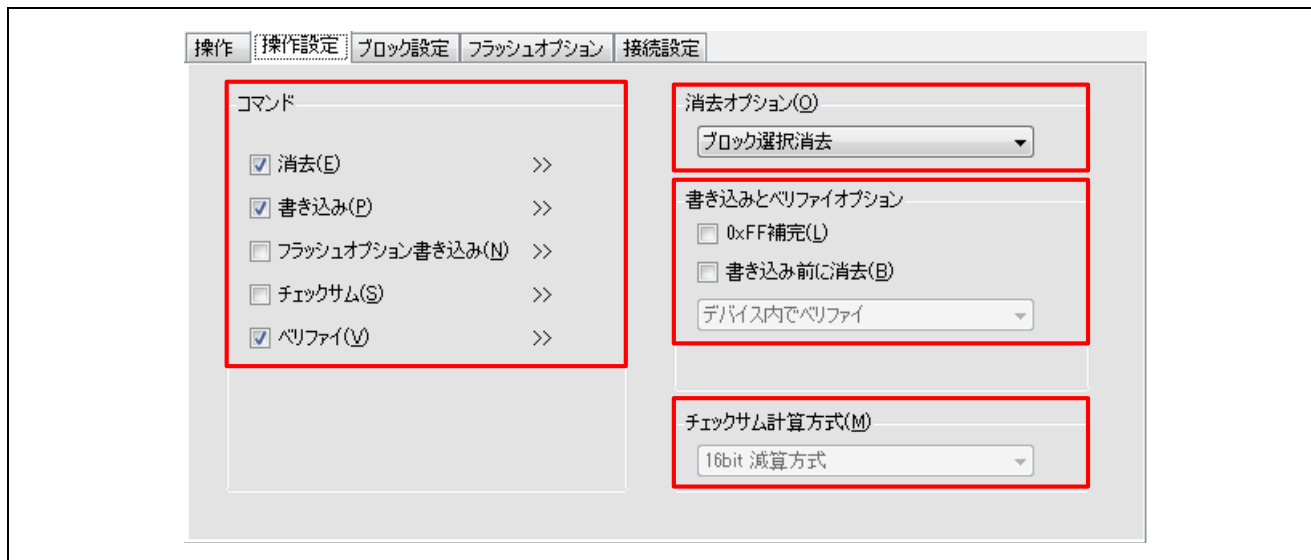 操作 操作設定 ブロック設定 フラッシュオプション 接続設定
コマンド
消去(E) >>
書き込み(P) >>
フラッシュオプション書き込み(N) >>
チェックサム(S) >>
ベリファイ(V) >>
消去オプション(O)
ブロック選択消去
書き込みとベリファイオプション
0xFF補完(L)
書き込み前に消去(B)
デバイス内でベリファイ
チェックサム計算方式(M)
16bit 減算方式